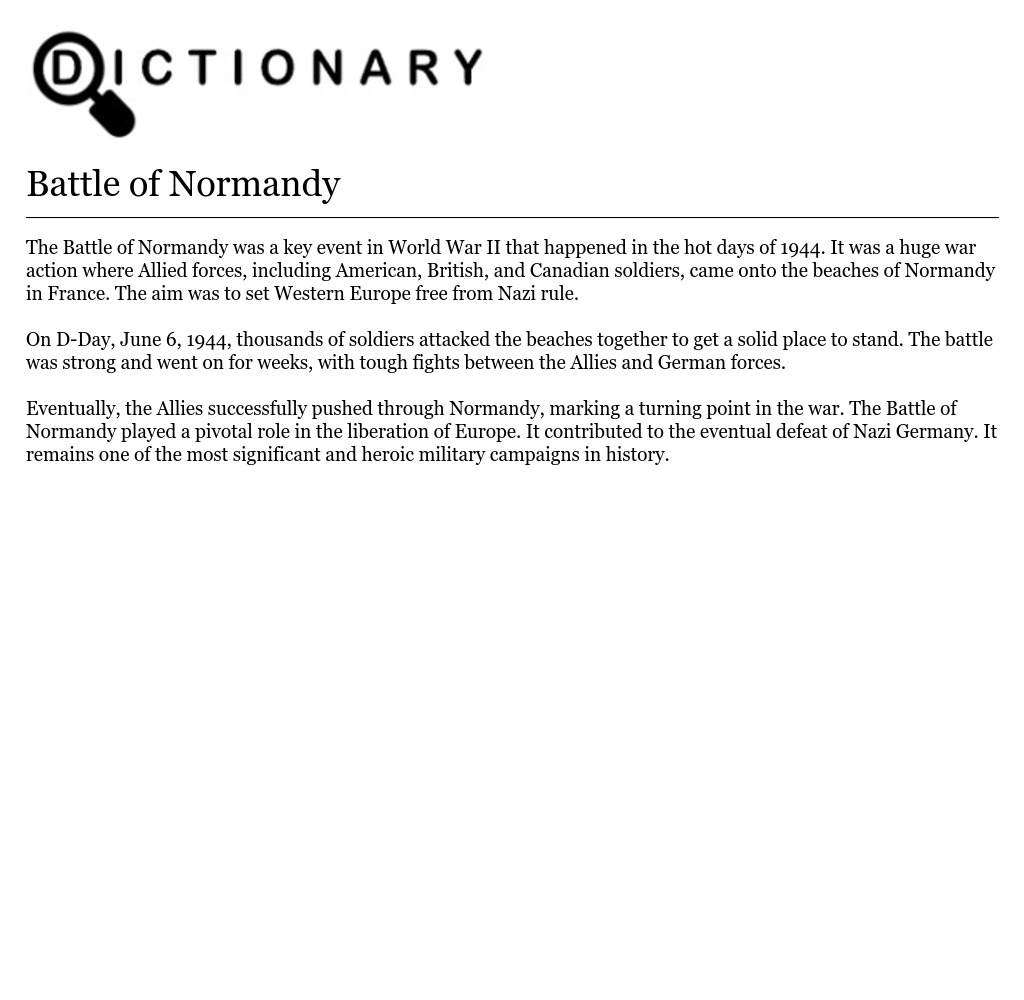 DICTIONARY
Battle of Normandy
The Battle of Normandy was a key event in World War II that happened in the hot days of 1944. It was a huge war
action where Allied forces, including American, British, and Canadian soldiers, came onto the beaches of Normandy
in France. The aim was to set Western Europe free from Nazi rule.
On D-Day, June 6, 1944, thousands of soldiers attacked the beaches together to get a solid place to stand. The battle
was strong and went on for weeks, with tough fights between the Allies and German forces.
Eventually, the Allies successfully pushed through Normandy, marking a turning point in the war. The Battle of
Normandy played a pivotal role in the liberation of Europe. It contributed to the eventual defeat of Nazi Germany. It
remains one of the most significant and heroic military campaigns in history.